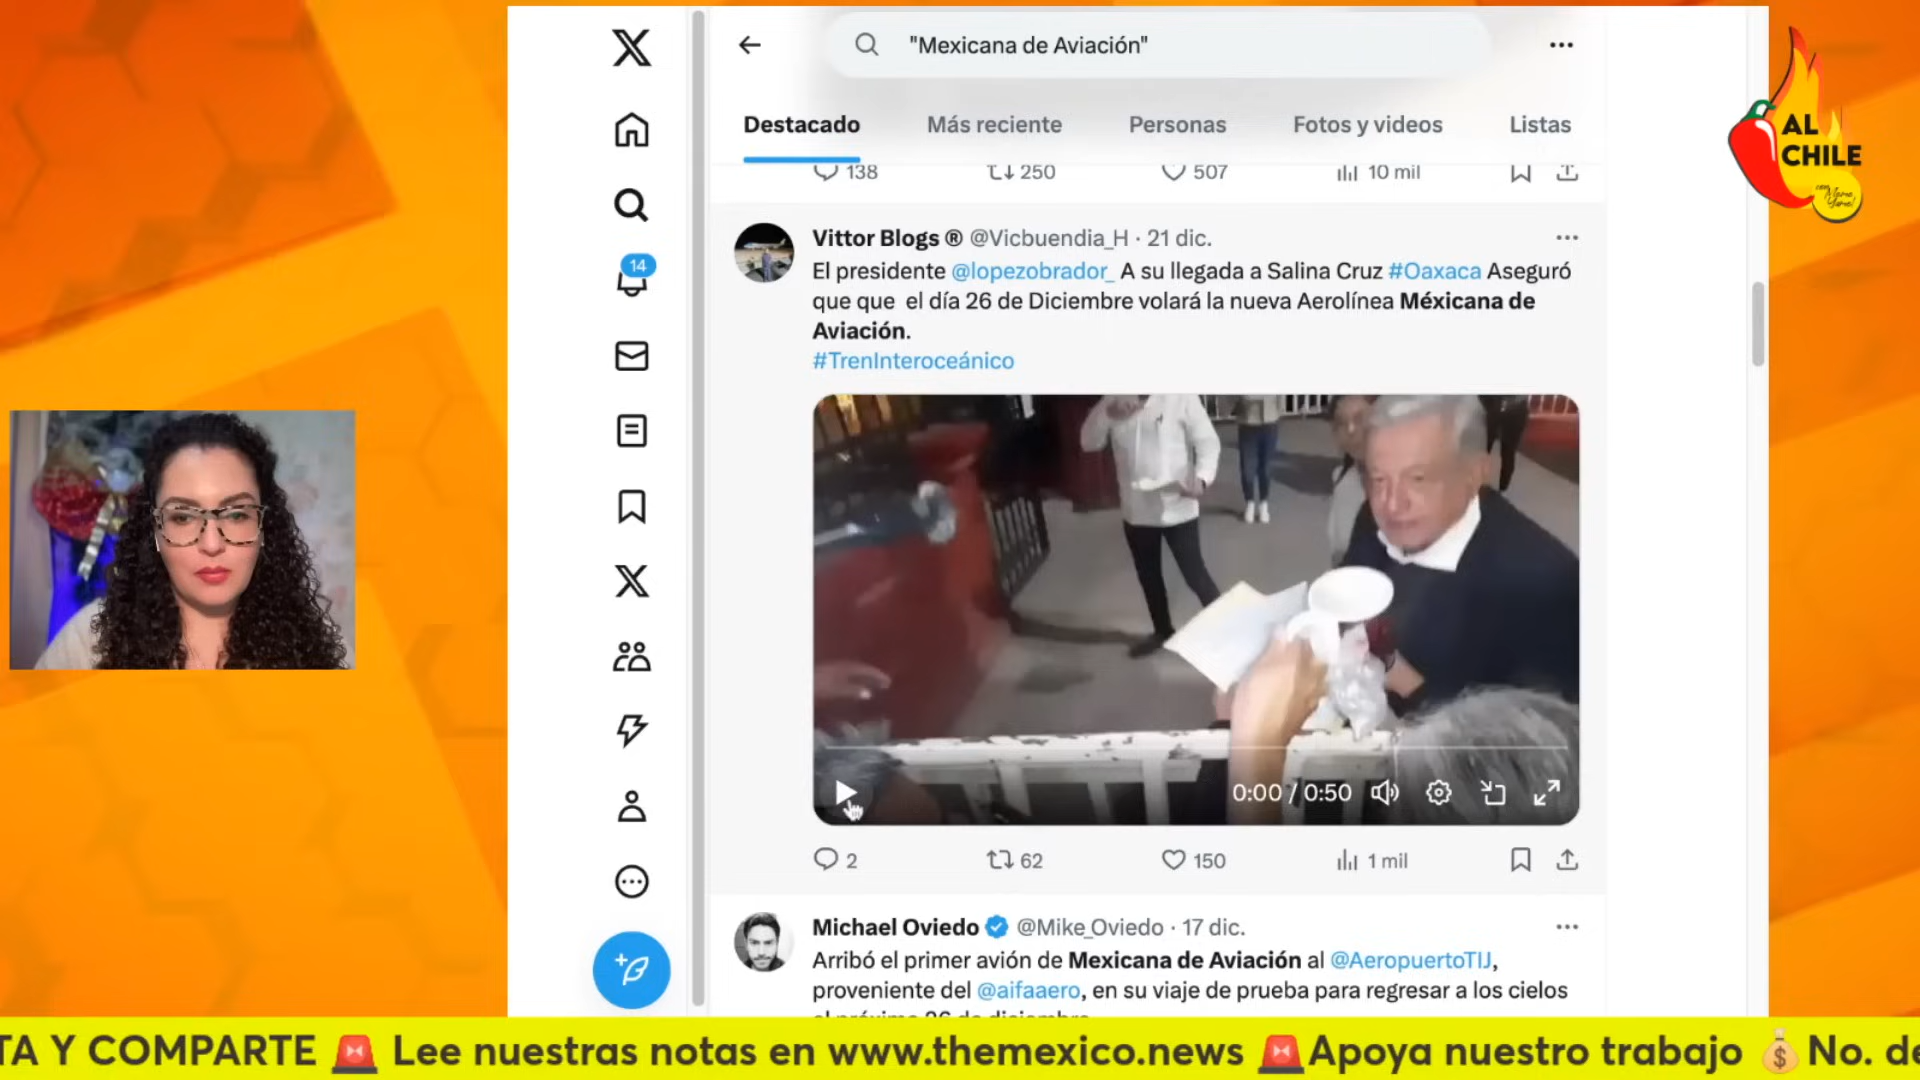 "Mexicana de Aviación"
Destacado Más reciente Personas Fotos y videos Listas
138 250 507 10 mil
AL
CHILE
14
Vittor Blogs ® @Vicbuendia_H · 21 dic.
El presidente @lopezobrador_ A su llegada a Salina Cruz #Oaxaca Aseguró
que que el día 26 de Diciembre volará la nueva Aerolínea Méxicana de
Aviación.
#TrenInteroceánico
0:00 / 0:50
2 62 150 1 mil
Michael Oviedo @Mike_Oviedo · 17 dic.
Arribó el primer avión de Mexicana de Aviación al @AeropuertoTIJ,
proveniente del @aifaaero, en su viaje de prueba para regresar a los cielos
el próximo 26 de diciembre
TA Y COMPARTE 🚨 Lee nuestras notas en www.themexico.news 🚨Apoya nuestro trabajo 💰No. de